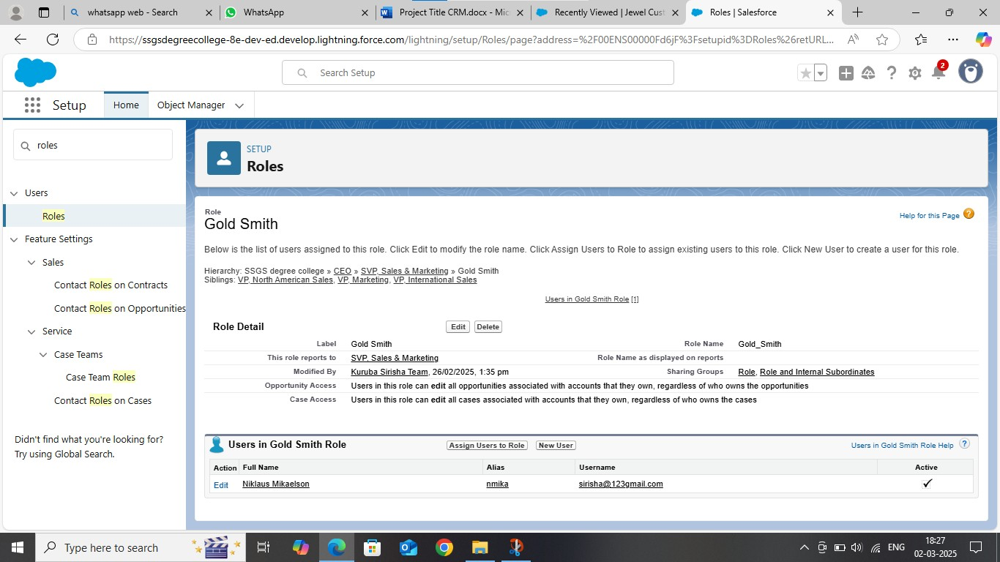 whatsapp web - Search
WhatsApp
Project Title CRM.docx - Mic
Recently Viewed | Jewel Cust
Roles | Salesforce
https://ssgsdegreecollege-8e-dev-ed.develop.lightning.force.com/lightning/setup/Roles/page?address=%2F00ENS00000Fd6jF%3Fsetupid%3DRoles%26retURL...
Search Setup
2
Setup
Home
Object Manager
roles
Users
Roles
Feature Settings
Sales
Contact Roles on Contracts
Contact Roles on Opportunities
Service
Case Teams
Case Team Roles
Contact Roles on Cases
Didn't find what you're looking for?
Try using Global Search.
SETUP
Roles
Role
Gold Smith
Help for this Page ?
Below is the list of users assigned to this role. Click Edit to modify the role name. Click Assign Users to Role to assign existing users to this role. Click New User to create a user for this role.
Hierarchy: SSGS degree college » CEO » SVP, Sales & Marketing » Gold Smith
Siblings: VP, North American Sales, VP, Marketing, VP, International Sales
Users in Gold Smith Role [1]
Role Detail Edit Delete
Label Gold Smith Role Name Gold_Smith
This role reports to SVP, Sales & Marketing Role Name as displayed on reports
Modified By Kuruba Sirisha Team, 26/02/2025, 1:35 pm Sharing Groups Role, Role and Internal Subordinates
Opportunity Access Users in this role can edit all opportunities associated with accounts that they own, regardless of who owns the opportunities
Case Access Users in this role can edit all cases associated with accounts that they own, regardless of who owns the cases
Users in Gold Smith Role Assign Users to Role New User Users in Gold Smith Role Help ?
Action Full Name Alias Username Active
Edit Niklaus Mikaelson nmika sirisha@123gmail.com
Type here to search
ENG
18:27
02-03-2025